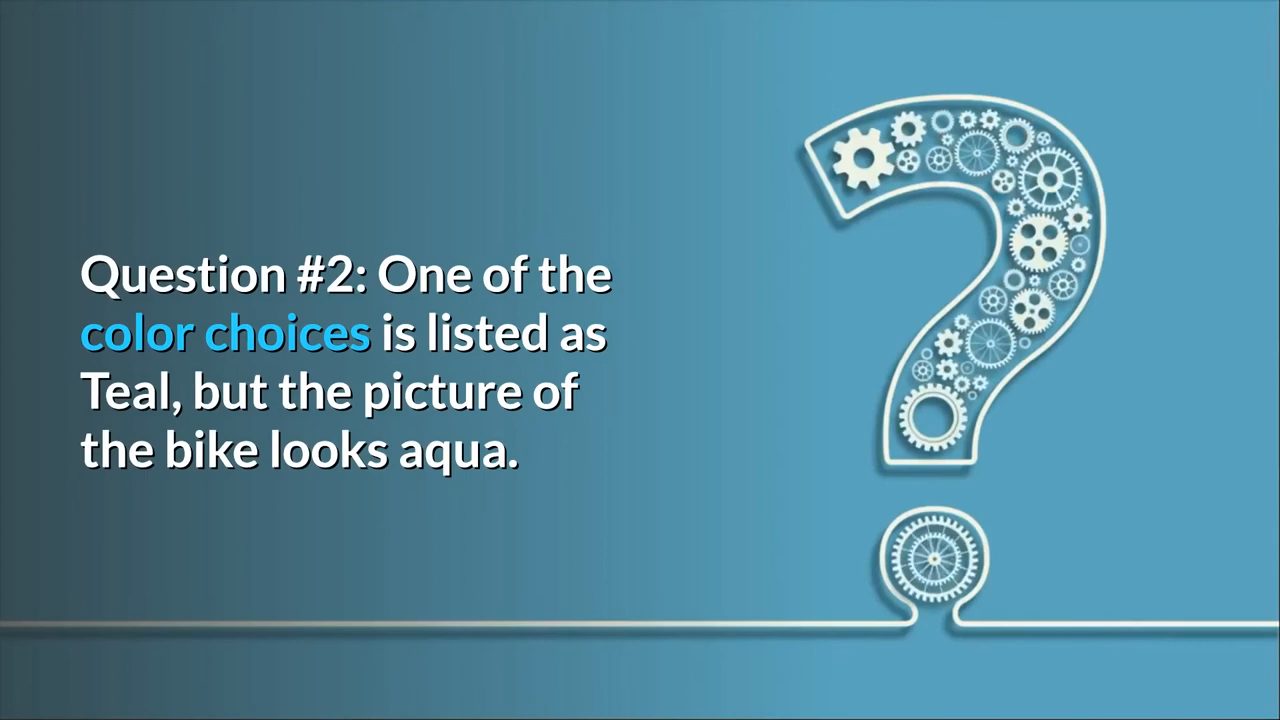 Question #2: One of the
color choices is listed as
Teal, but the picture of
the bike looks aqua.